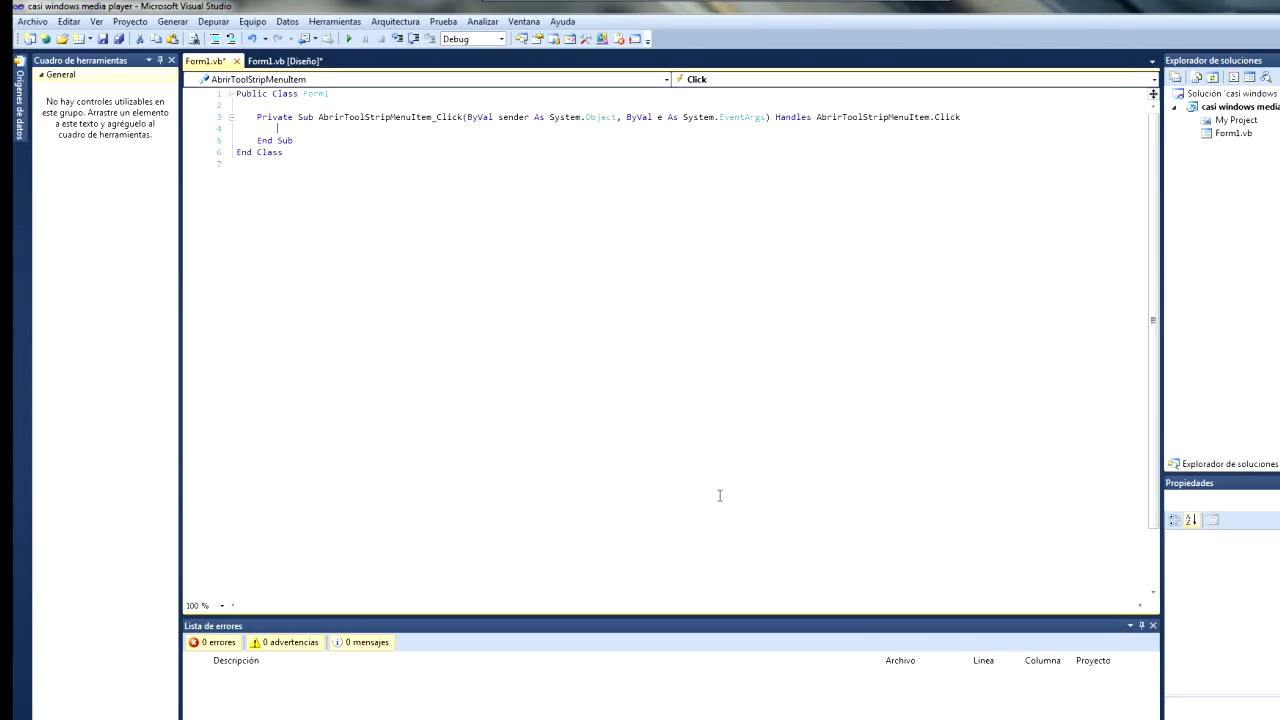 casi windows media player - Microsoft Visual Studio
Archivo Editar Ver Proyecto Generar Depurar Equipo Datos Herramientas Arquitectura Prueba Analizar Ventana Ayuda
Debug
Orígenes de datos
Cuadro de herramientas
General
No hay controles utilizables en
este grupo. Arrastre un elemento
a este texto y agréguelo al
cuadro de herramientas.
Form1.vb* Form1.vb [Diseño]*
AbrirToolStripMenuItem Click
1 Public Class Form1
2
3 Private Sub AbrirToolStripMenuItem_Click(ByVal sender As System.Object, ByVal e As System.EventArgs) Handles AbrirToolStripMenuItem.Click
4
5 End Sub
6 End Class
7
100 %
Lista de errores
0 errores 0 advertencias 0 mensajes
Descripción Archivo Línea Columna Proyecto
Explorador de soluciones
Solución 'casi windows
casi windows media
My Project
Form1.vb
Explorador de soluciones
Propiedades